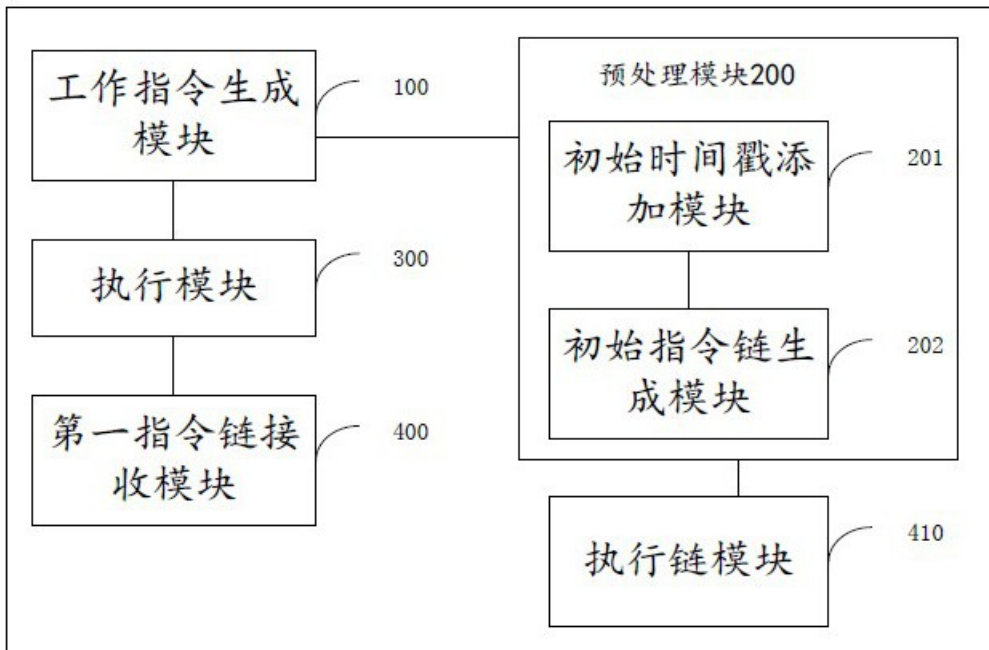 工作指令生成
模块
100
执行模块
300
第一指令链接
收模块
400
预处理模块200
初始时间戳添
加模块
201
初始指令链生
成模块
202
执行链模块
410